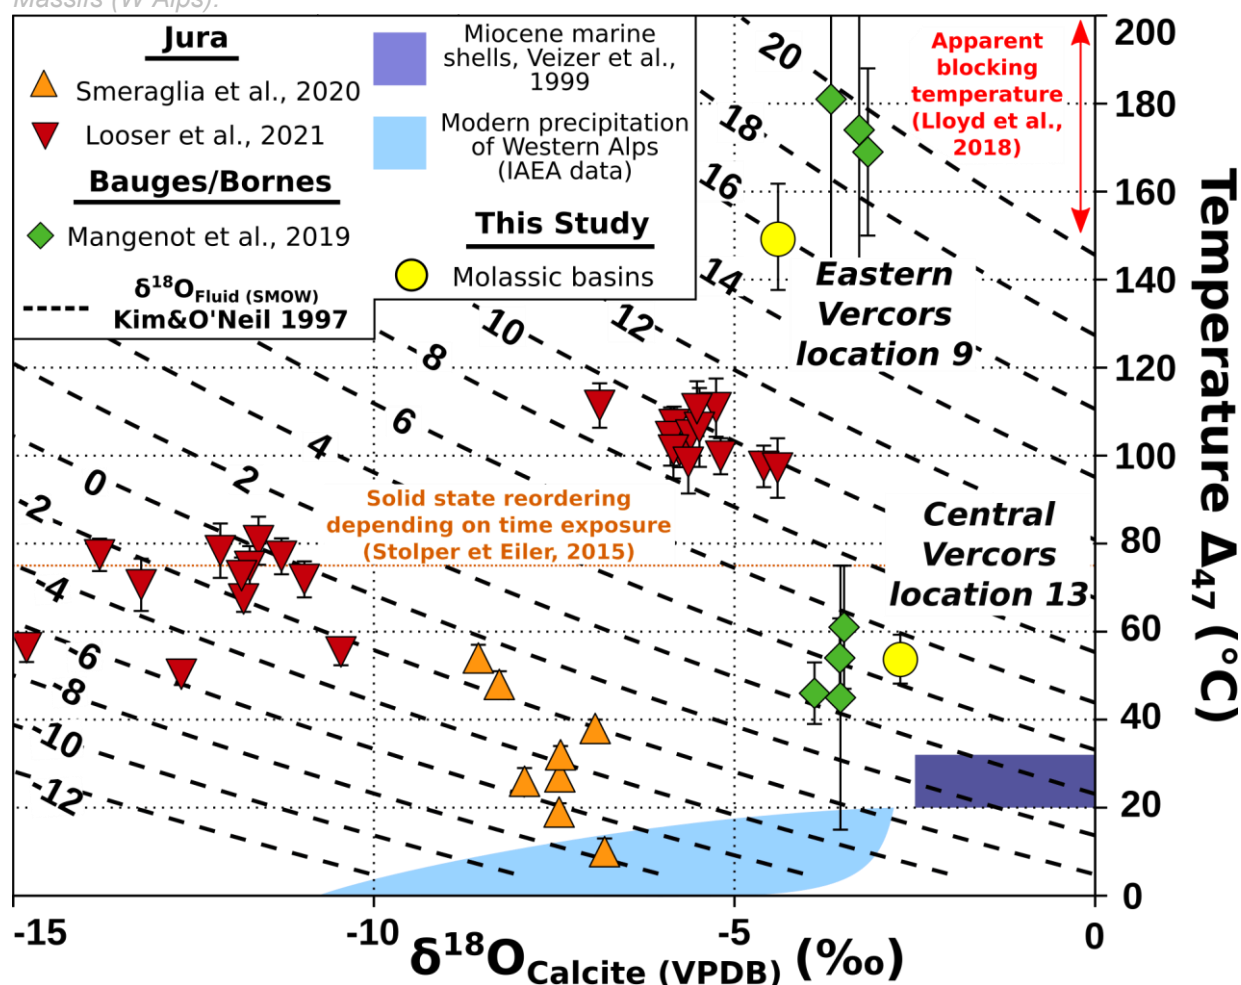 Massifs (W Alps).
Jura
Smeraglia et al., 2020
Looser et al., 2021
Bauges/Bornes
Mangenot et al., 2019
δ18OFluid (SMOW)
Kim&O'Neil 1997
Miocene marine
shells, Veizer et al.,
1999
Modern precipitation
of Western Alps
(IAEA data)
This Study
Molassic basins
Apparent
blocking
temperature
(Lloyd et al.,
2018)
20
18
16
14
12
10
8
6
4
2
0
-2
-4
-6
-8
-10
-12
Eastern
Vercors
location 9
Solid state reordering
depending on time exposure
(Stolper et Eiler, 2015)
Central
Vercors
location 13
200
180
160
140
120
100
80
60
40
20
0
Temperature Δ47 (°C)
-15
-10
-5
0
δ18OCalcite (VPDB) (‰)